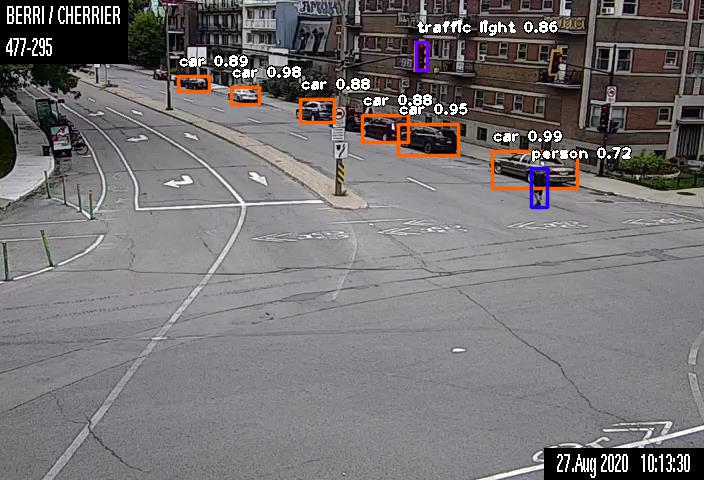 BERRI / CHERRIER
477-295
traffic light 0.86
car 0.89
car 0.98
car 0.88
car 0.88
car 0.95
car 0.99
person 0.72
27.Aug 2020 10:13:30